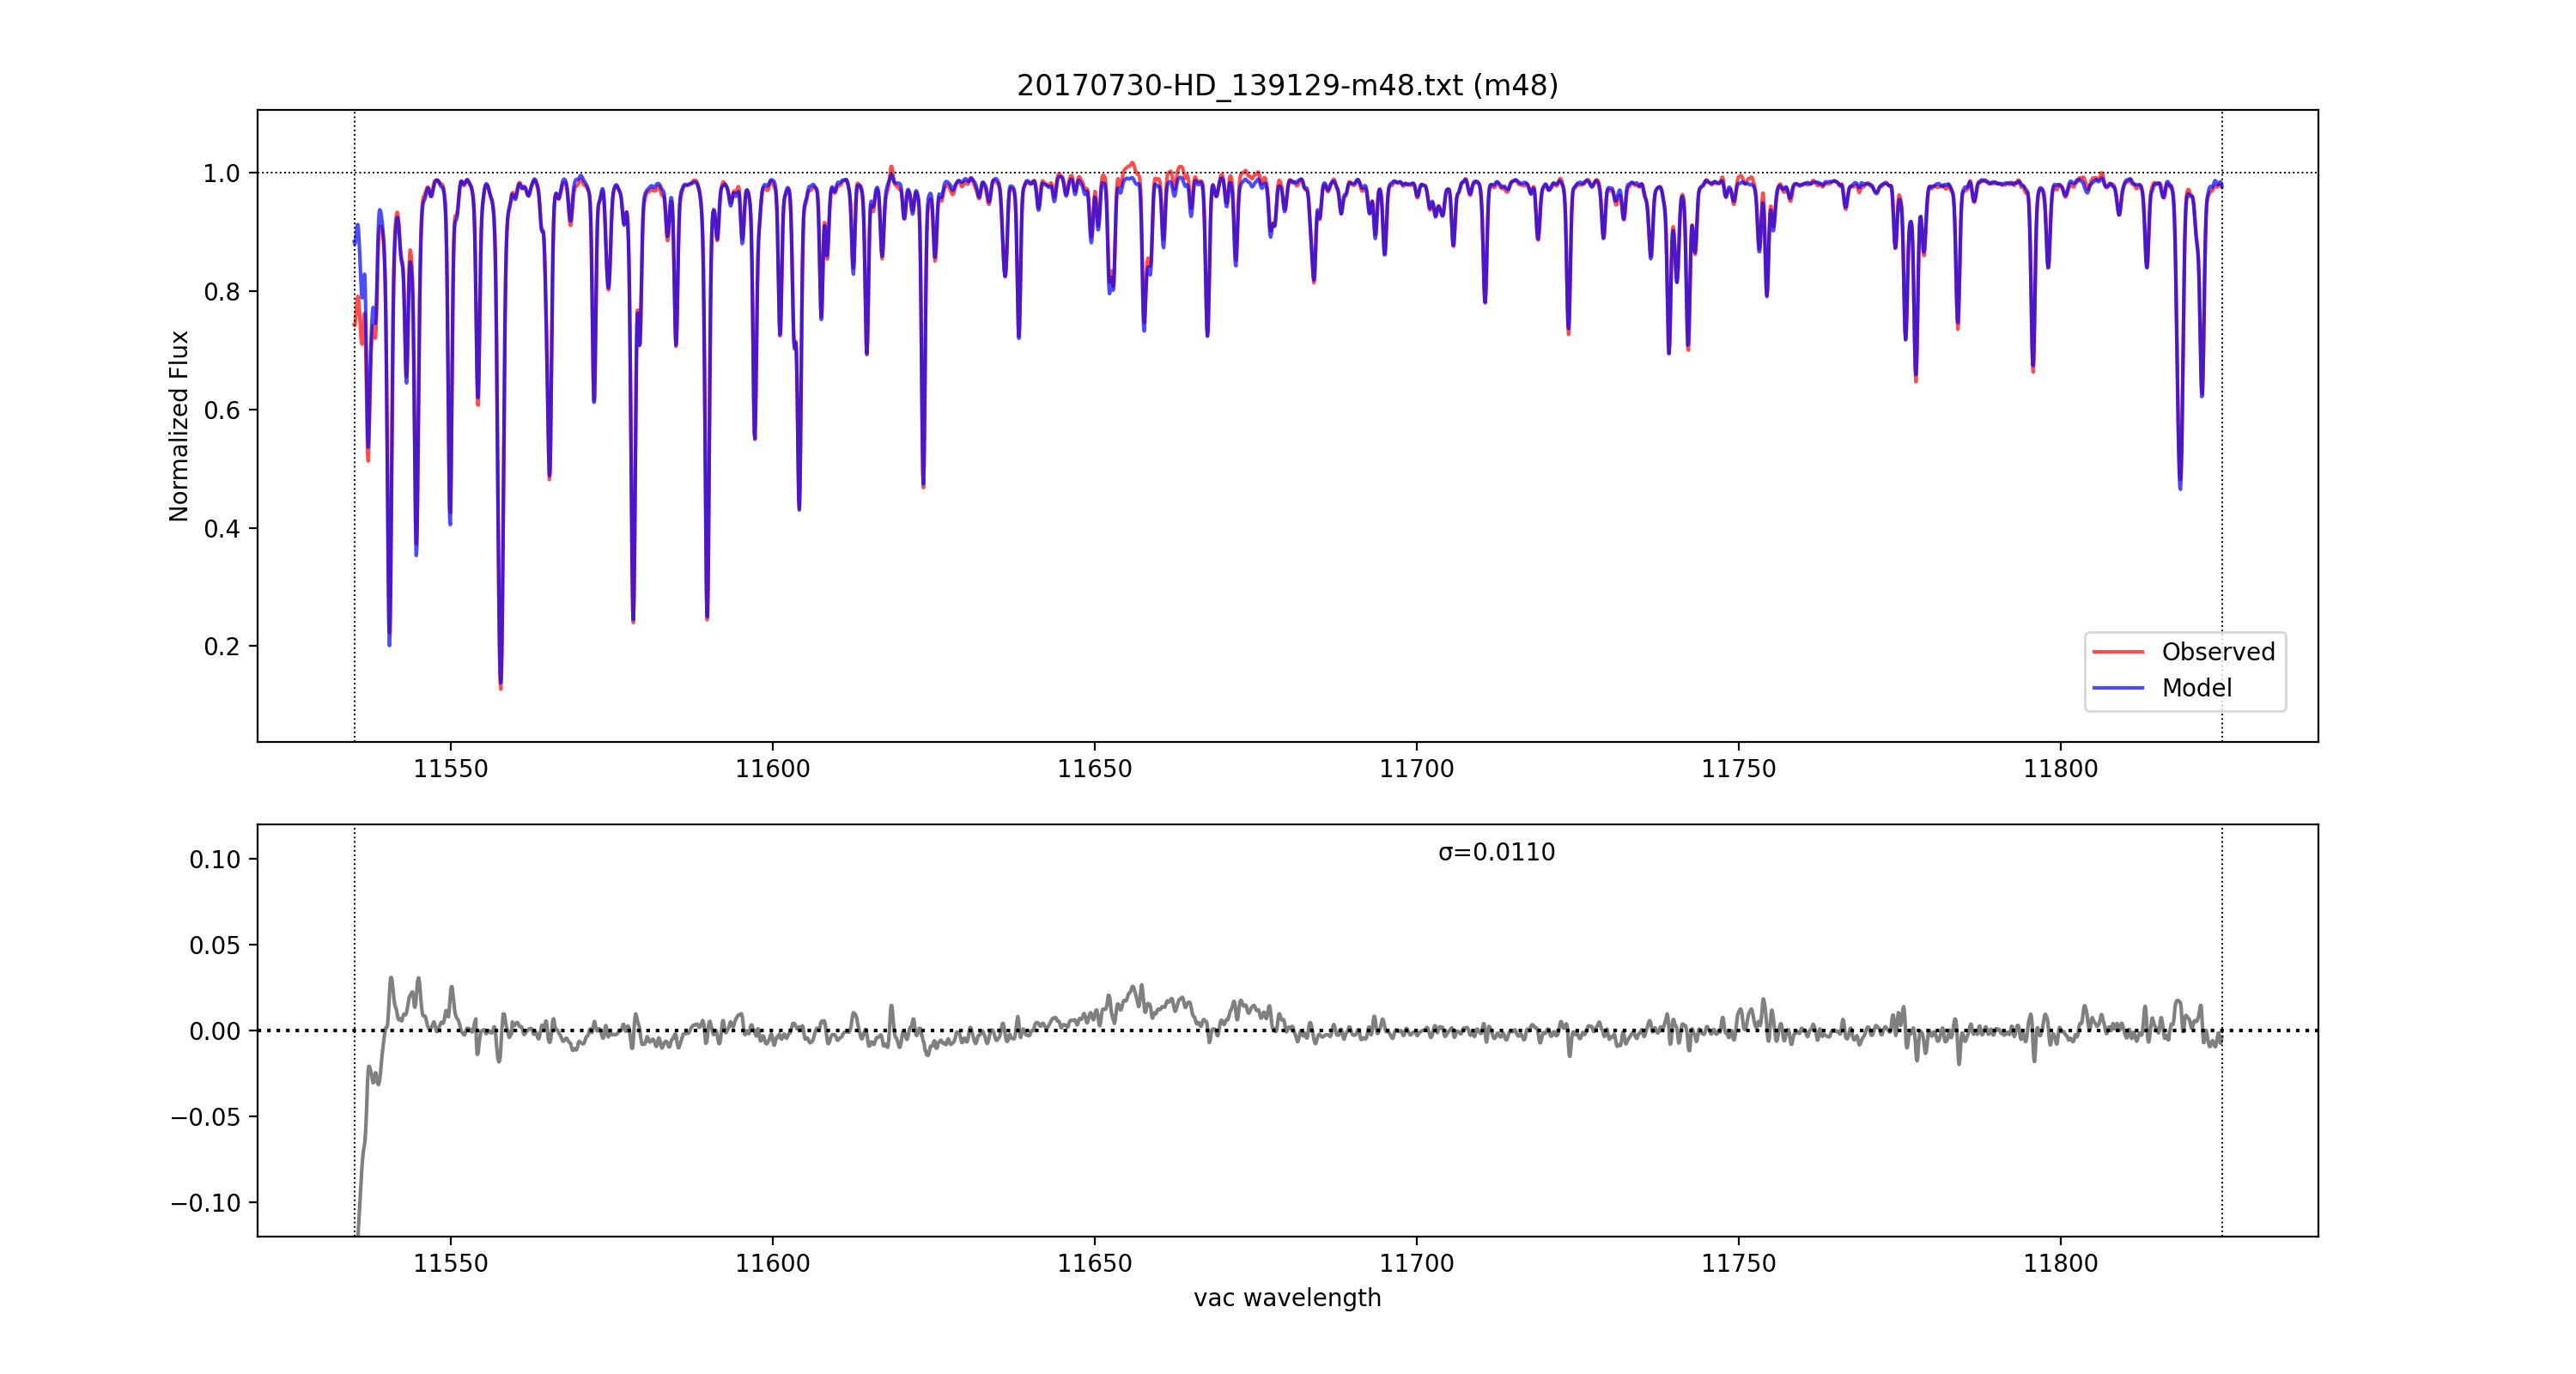 20170730-HD_139129-m48.txt (m48)
Normalized Flux
1.0
0.8
0.6
0.4
0.2
Observed
Model
11550 11600 11650 11700 11750 11800
σ=0.0110
0.10
0.05
0.00
−0.05
−0.10
11550 11600 11650 11700 11750 11800
vac wavelength